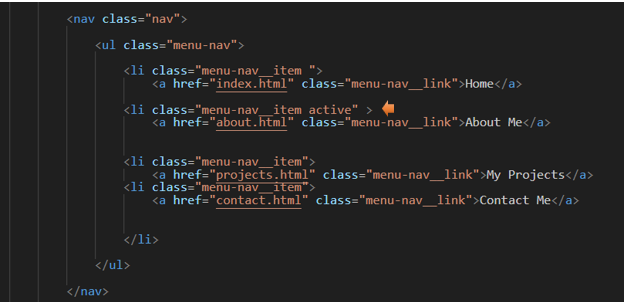 <nav class="nav">
<ul class="menu-nav">
<li class="menu-nav__item ">
<a href="index.html" class="menu-nav__link">Home</a>
<li class="menu-nav__item active" >
<a href="about.html" class="menu-nav__link">About Me</a>
<li class="menu-nav__item">
<a href="projects.html" class="menu-nav__link">My Projects</a>
<li class="menu-nav__item">
<a href="contact.html" class="menu-nav__link">Contact Me</a>
</li>
</ul>
</nav>